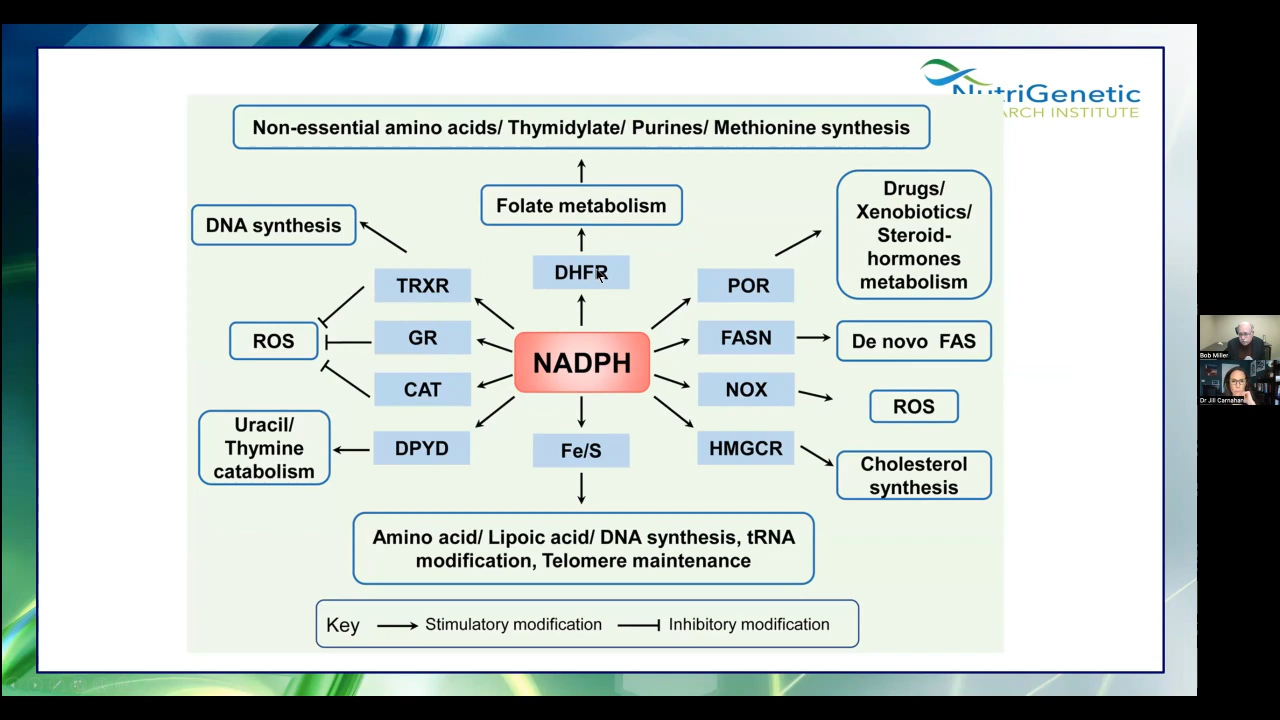 NutriGenetic
ARCH INSTITUTE
Non-essential amino acids/ Thymidylate/ Purines/ Methionine synthesis
Folate metabolism
DNA synthesis
Drugs/
Xenobiotics/
Steroid-
hormones
metabolism
DHFR
TRXR
POR
ROS
GR
NADPH
FASN
De novo FAS
CAT
NOX
ROS
Uracil/
Thymine
catabolism
DPYD
Fe/S
HMGCR
Cholesterol
synthesis
Amino acid/ Lipoic acid/ DNA synthesis, tRNA
modification, Telomere maintenance
Key
Stimulatory modification
Inhibitory modification
Bob Miller
Dr Jill Carnahan